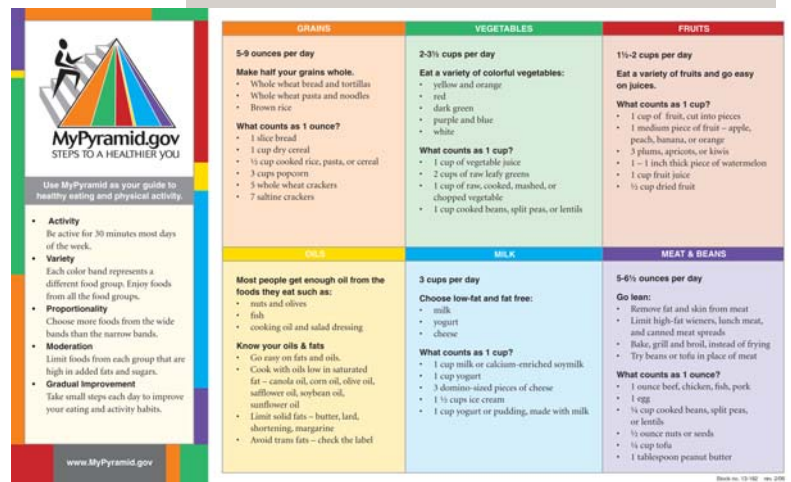 MyPyramid.gov
STEPS TO A HEALTHIER YOU
Use MyPyramid as your guide to
healthy eating and physical activity.
• Activity
Be active for 30 minutes most days
of the week.
• Variety
Each color band represents a
different food group. Enjoy foods
from all the food groups.
• Proportionality
Choose more foods from the wide
bands than the narrow bands.
• Moderation
Limit foods from each group that are
high in added fats and sugars.
• Gradual Improvement
Take small steps each day to improve
your eating and activity habits.
www.MyPyramid.gov
GRAINS
5-9 ounces per day
Make half your grains whole.
• Whole wheat bread and tortillas
• Whole wheat pasta and noodles
• Brown rice
What counts as 1 ounce?
• 1 slice bread
• 1 cup dry cereal
• ½ cup cooked rice, pasta, or cereal
• 3 cups popcorn
• 5 whole wheat crackers
• 7 saltine crackers
VEGETABLES
2-3½ cups per day
Eat a variety of colorful vegetables:
• yellow and orange
• red
• dark green
• purple and blue
• white
What counts as 1 cup?
• 1 cup of vegetable juice
• 2 cups of raw leafy greens
• 1 cup of raw, cooked, mashed, or
chopped vegetable
• 1 cup cooked beans, split peas, or lentils
FRUITS
1½-2 cups per day
Eat a variety of fruits and go easy
on juices.
What counts as 1 cup?
• 1 cup of fruit, cut into pieces
• 1 medium piece of fruit – apple,
peach, banana, or orange
• 3 plums, apricots, or kiwis
• 1 – 1 inch thick piece of watermelon
• 1 cup fruit juice
• ½ cup dried fruit
OILS
Most people get enough oil from the
foods they eat such as:
• nuts and olives
• fish
• cooking oil and salad dressing
Know your oils & fats
• Go easy on fats and oils.
• Cook with oils low in saturated
fat – canola oil, corn oil, olive oil,
safflower oil, soybean oil,
sunflower oil
• Limit solid fats – butter, lard,
shortening, margarine
• Avoid trans fats – check the label
MILK
3 cups per day
Choose low-fat and fat free:
• milk
• yogurt
• cheese
What counts as 1 cup?
• 1 cup milk or calcium-enriched soymilk
• 1 cup yogurt
• 3 domino-sized pieces of cheese
• 1 ½ cups ice cream
• 1 cup yogurt or pudding, made with milk
MEAT & BEANS
5-6½ ounces per day
Go lean:
• Remove fat and skin from meat
• Limit high-fat wieners, lunch meat,
and canned meat spreads
• Bake, grill and broil, instead of frying
• Try beans or tofu in place of meat
What counts as 1 ounce?
• 1 ounce beef, chicken, fish, pork
• 1 egg
• ¼ cup cooked beans, split peas,
or lentils
• ½ ounce nuts or seeds
• ¼ cup tofu
• 1 tablespoon peanut butter
Stock no. 13-162 rev. 2/06